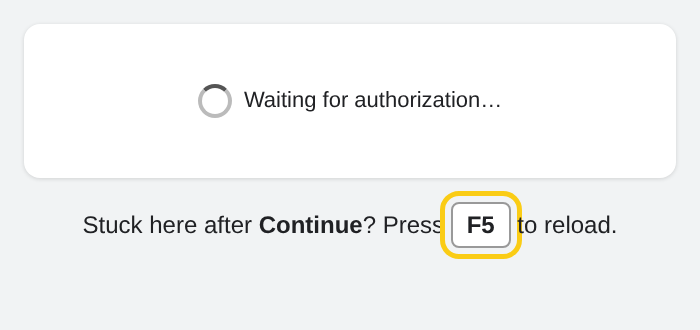 Waiting for authorization…
Stuck here after Continue? Press F5 to reload.